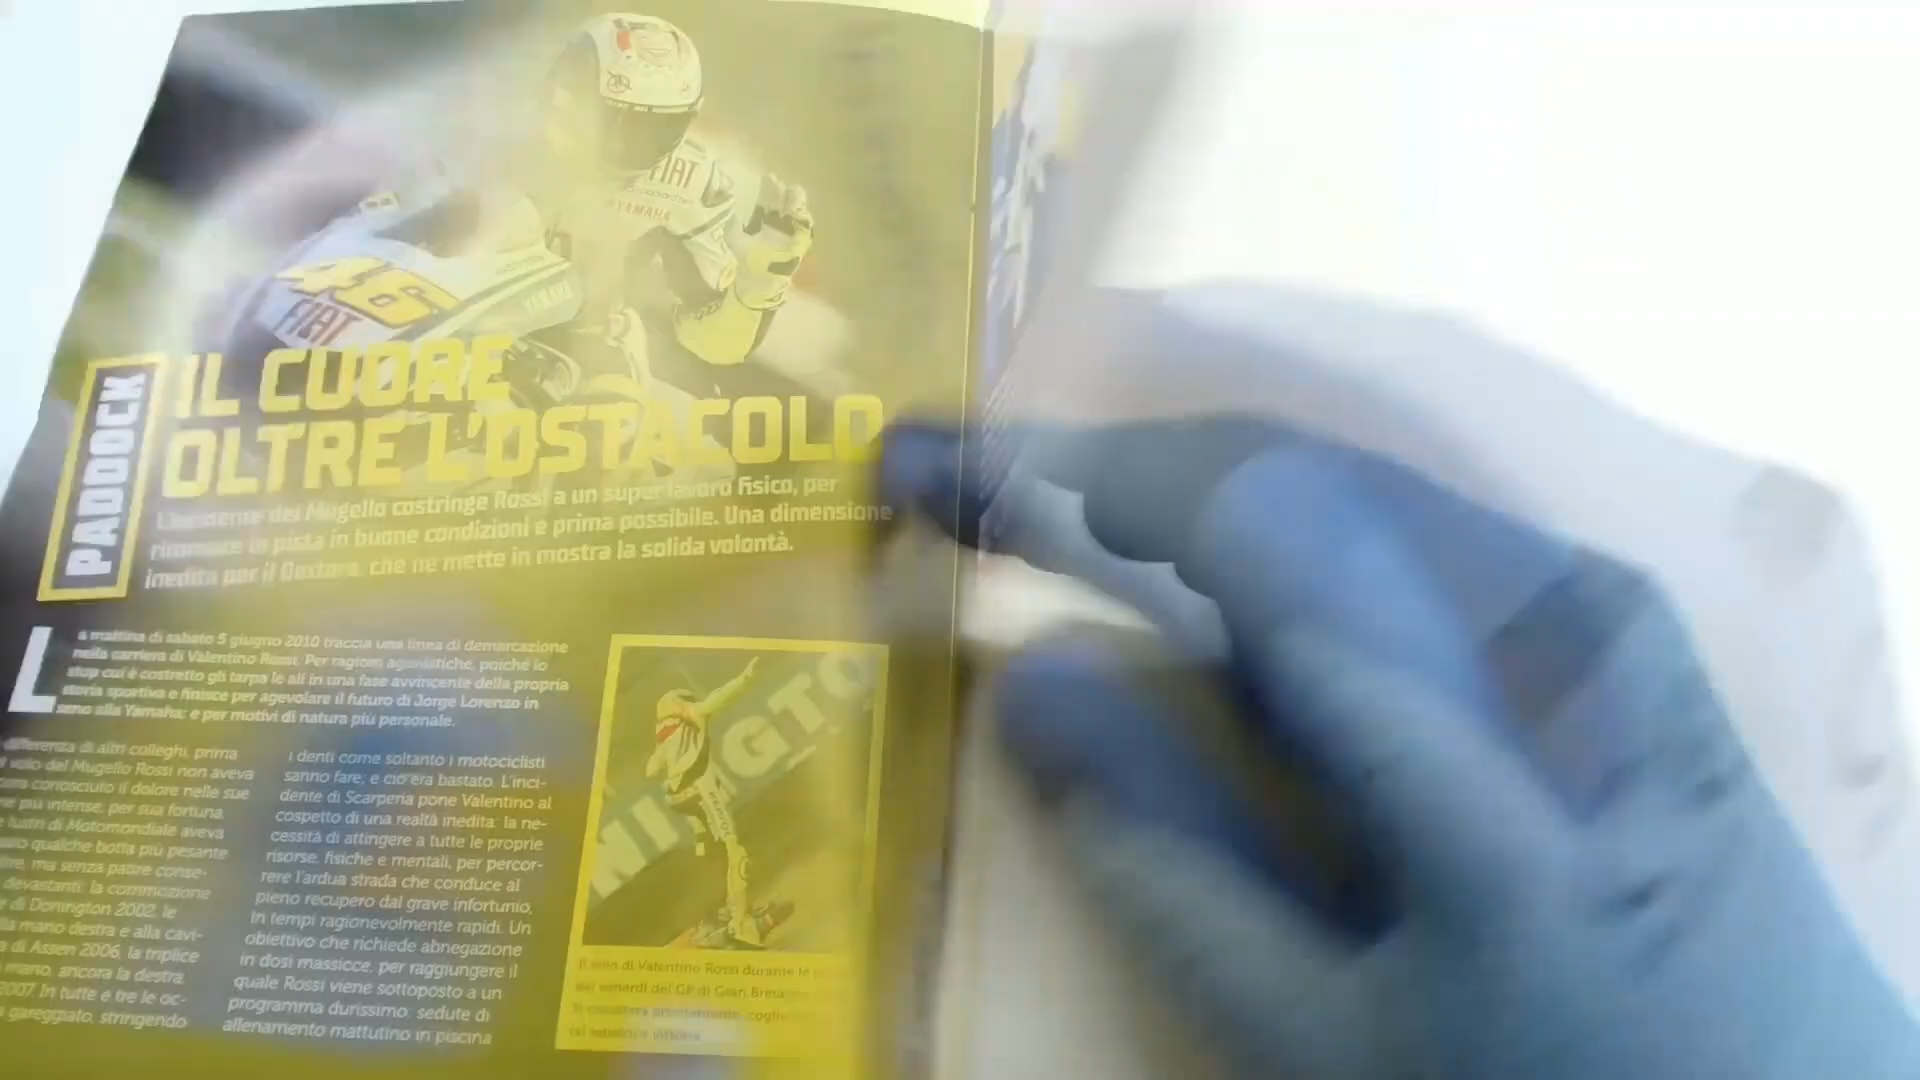 FIAT
YAMAHA
46
FIAT
YAMAHA
PADDOCK
IL CUORE
OLTRE L'OSTACOLO
L'incidente del Mugello costringe Rossi a un super lavoro fisico, per
ritornare in pista in buone condizioni e prima possibile. Una dimensione
inedita per il Dottore, che ne mette in mostra la solida volontà.
La mattina di sabato 5 giugno 2010 traccia una linea di demarcazione
nella carriera di Valentino Rossi. Per ragioni agonistiche, poiché lo
stop cui è costretto gli tarpa le ali in una fase avvincente della propria
storia sportiva e finisce per agevolare il futuro di Jorge Lorenzo in
seno alla Yamaha; e per motivi di natura più personale.
differenza di altri colleghi, prima
volo del Mugello Rossi non aveva
conosciuto il dolore nelle sue
più intense, per sua fortuna.
lustri di Motomondiale aveva
qualche botta più pesante
ma senza patire conse-
devastanti: la commozione
di Donington 2002, le
mano destra e alla cavi-
di Assen 2006, la triplice
mano, ancora la destra,
2007. In tutte e tre le oc-
gareggiato, stringendo
i denti come soltanto i motociclisti
sanno fare; e ciò era bastato. L'inci-
dente di Scarperia pone Valentino al
cospetto di una realtà inedita: la ne-
cessità di attingere a tutte le proprie
risorse, fisiche e mentali, per percor-
rere l'ardua strada che conduce al
pieno recupero dal grave infortunio,
in tempi ragionevolmente rapidi. Un
obiettivo che richiede abnegazione
in dosi massicce, per raggiungere il
quale Rossi viene sottoposto a un
programma durissimo: sedute di
allenamento mattutino in piscina
NINGTO
Il volo di Valentino Rossi durante le
del venerdì del GP di Gran Bretagna
Si